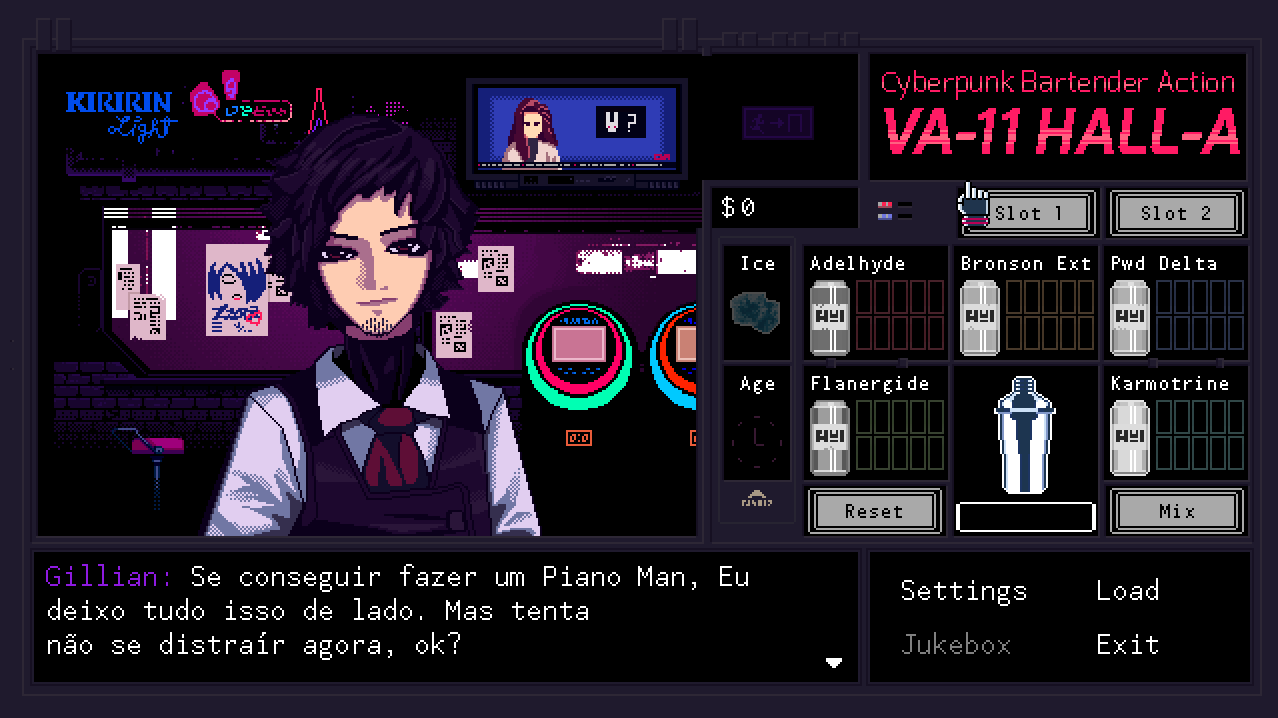 KIRIRIN
Light
Cyberpunk Bartender Action
VA-11 HALL-A
$0
Slot 1
Slot 2
Ice
Adelhyde
Bronson Ext
Pwd Delta
Age
Flanergide
Karmotrine
Reset
Mix
Gillian: Se conseguir fazer um Piano Man, Eu
deixo tudo isso de lado. Mas tenta
não se distraír agora, ok?
Settings
Load
Jukebox
Exit